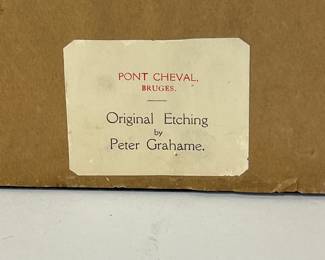 PONT CHEVAL,
BRUGES.
Original Etching
by
Peter Grahame.